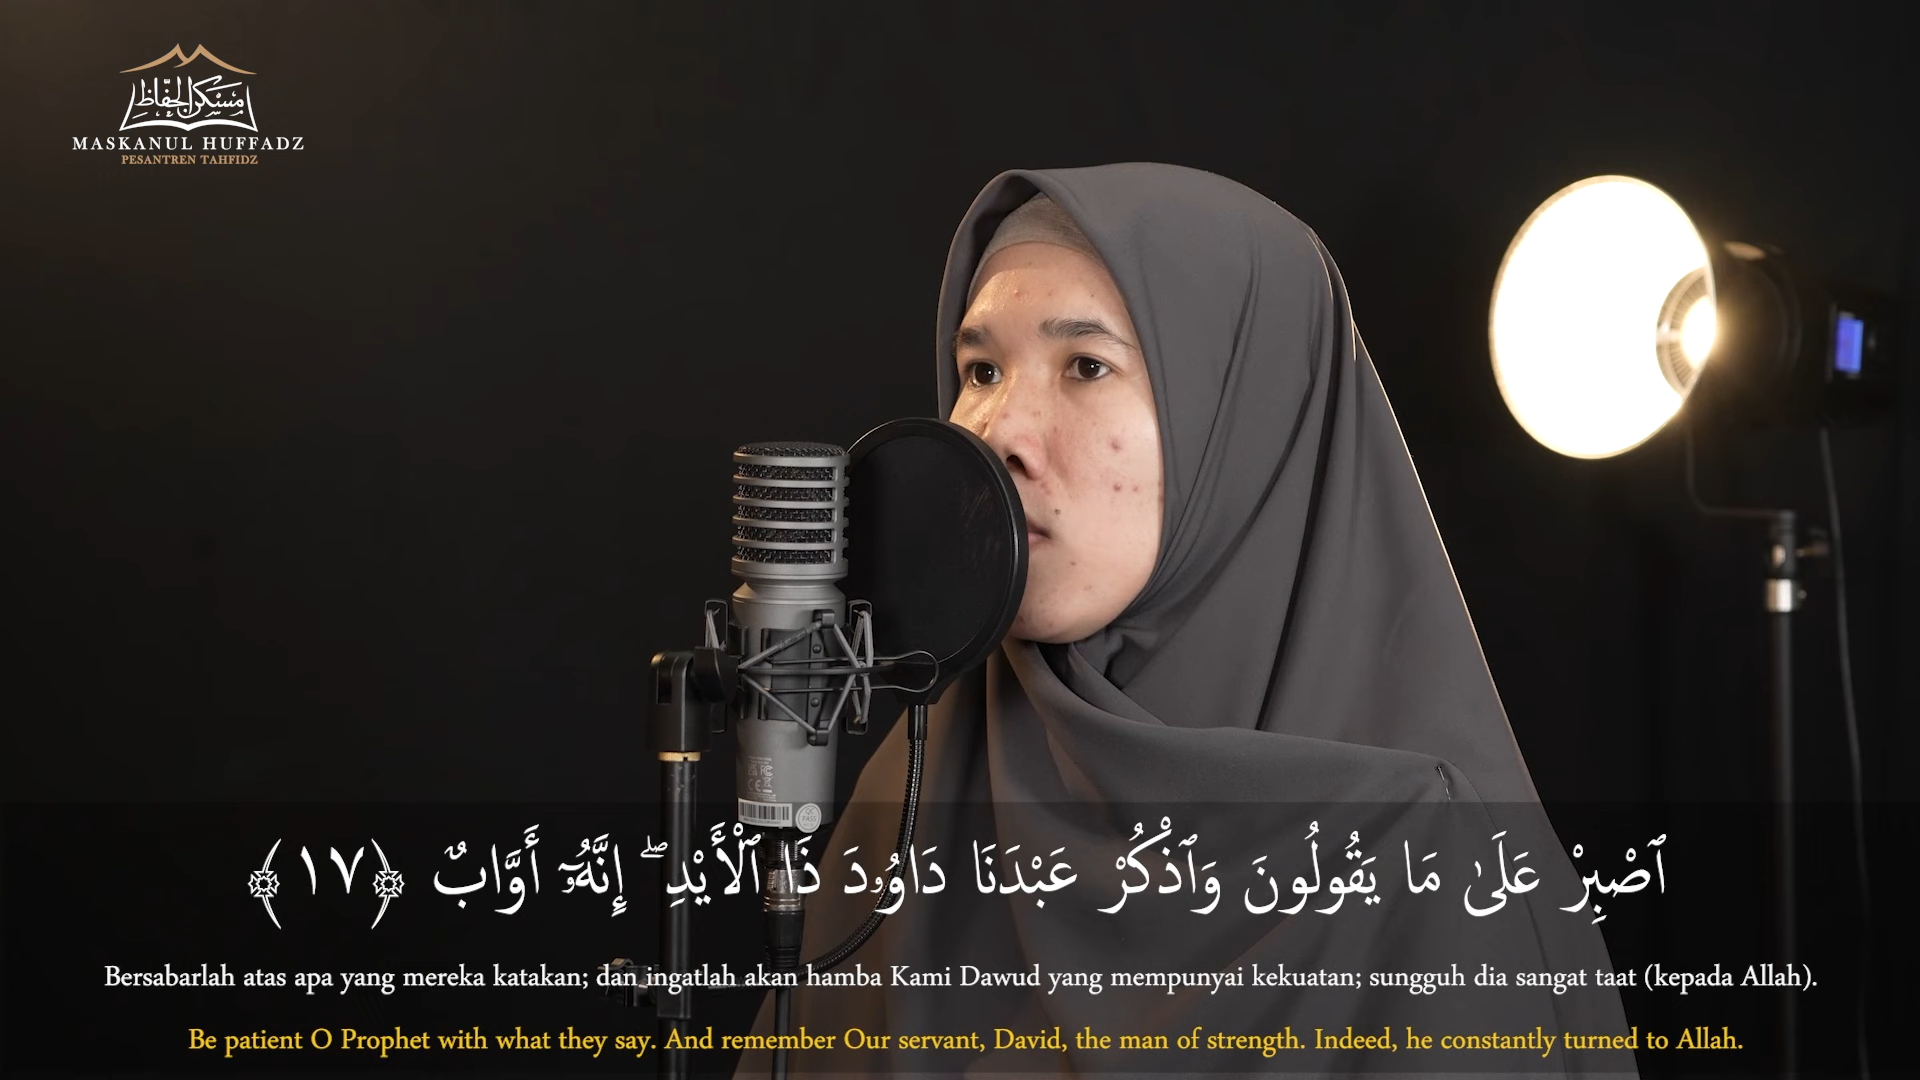 مسكن الحفاظ
MASKANUL HUFFADZ
PESANTREN TAHFIDZ
ٱصْبِرْ عَلَىٰ مَا يَقُولُونَ وَٱذْكُرْ عَبْدَنَا دَاوُۥدَ ذَا ٱلْأَيْدِ ۖ إِنَّهُۥٓ أَوَّابٌ ﴿١٧﴾
Bersabarlah atas apa yang mereka katakan; dan ingatlah akan hamba Kami Dawud yang mempunyai kekuatan; sungguh dia sangat taat (kepada Allah).
Be patient O Prophet with what they say. And remember Our servant, David, the man of strength. Indeed, he constantly turned to Allah.